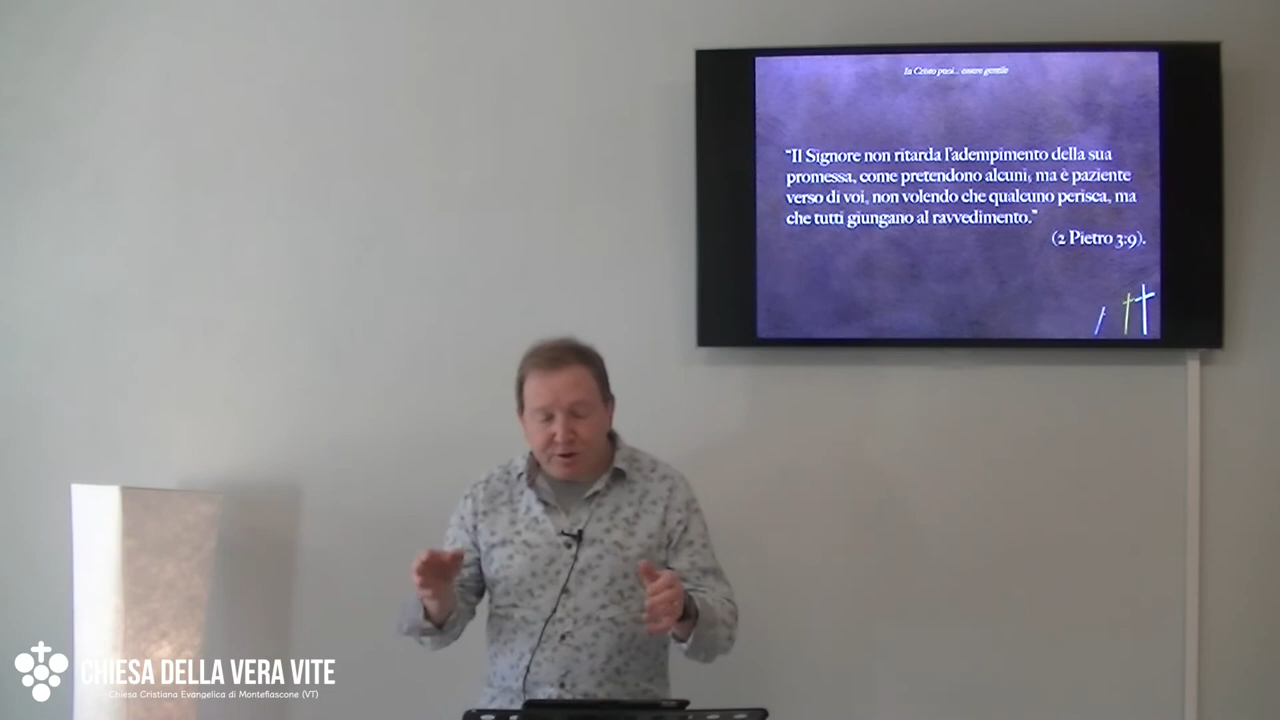 In Cristo puoi... essere gentile
“Il Signore non ritarda l’adempimento della sua
promessa, come pretendono alcuni; ma è paziente
verso di voi, non volendo che qualcuno perisca, ma
che tutti giungano al ravvedimento.”
(2 Pietro 3:9).
CHIESA DELLA VERA VITE
Chiesa Cristiana Evangelica di Montefiascone (VT)